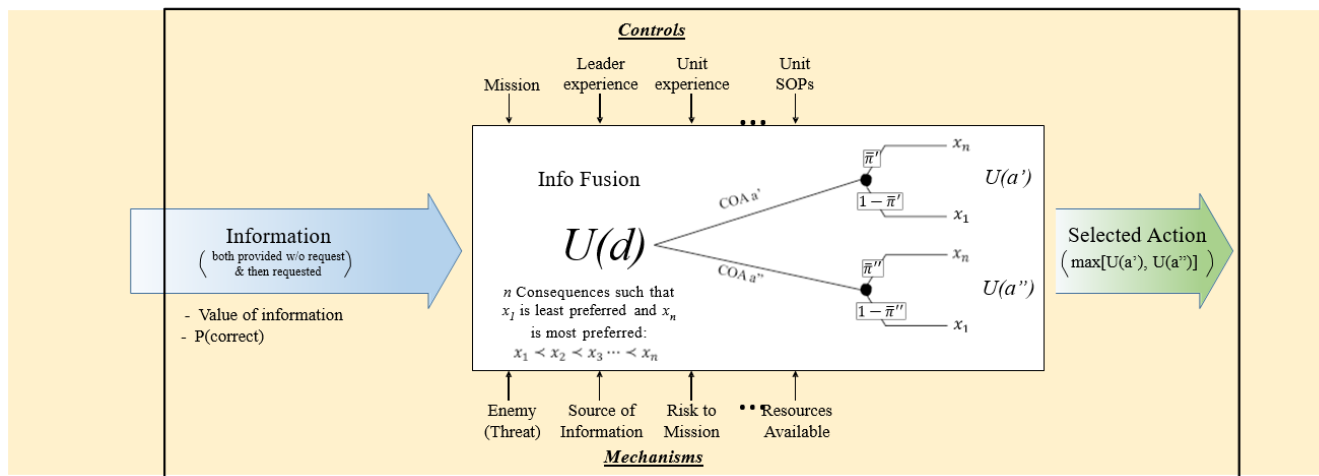 Controls
Mission
Leader
experience
Unit
experience
...
Unit
SOPs
Information
(both provided w/o request
& then requested)
- Value of information
- P(correct)
Info Fusion
U(d)
n Consequences such that
x₁ is least preferred and xₙ
is most preferred:
x₁ ≺ x₂ ≺ x₃ ⋯ ≺ xₙ
COA a'
π̅′
1 − π̅′
xₙ
x₁
U(a')
COA a"
π̅″
1 − π̅″
xₙ
x₁
U(a")
Selected Action
(max[U(a'), U(a")])
Enemy
(Threat)
Source of
Information
Risk to
Mission
...
Resources
Available
Mechanisms